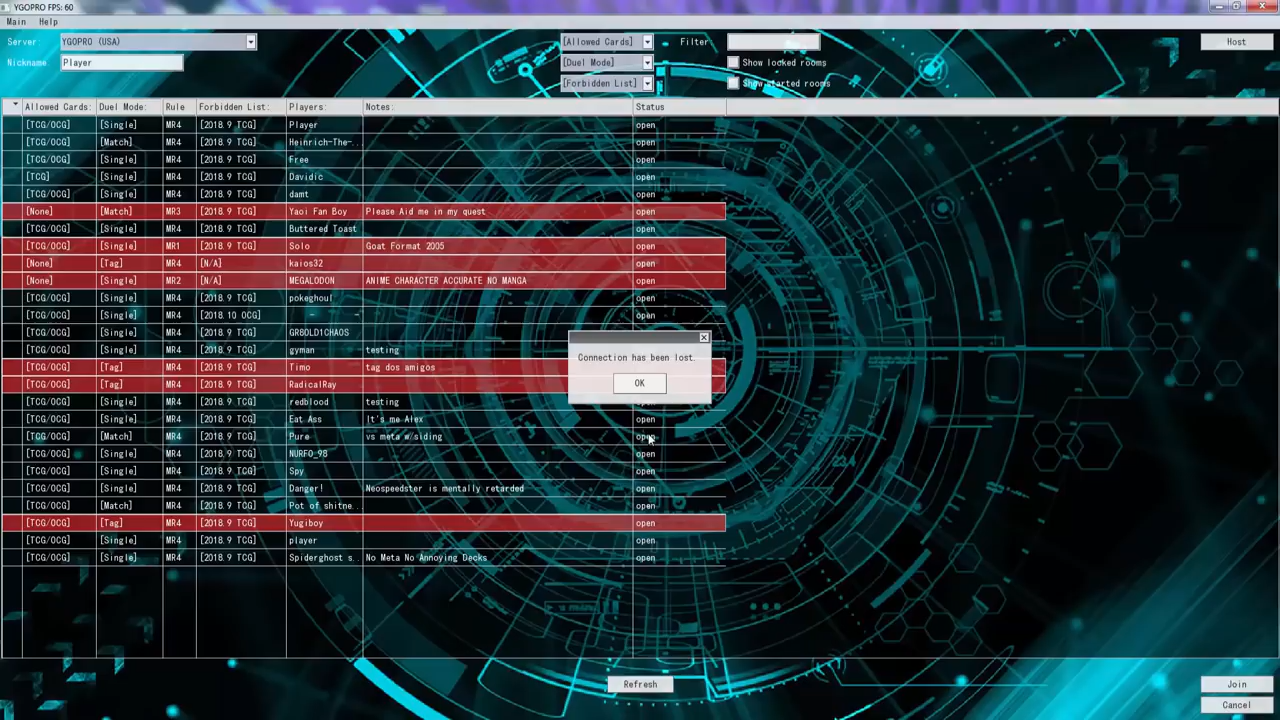 YGOPRO FPS: 60
Main Help
Server: YGOPRO (USA) [Allowed Cards] Filter Host
Nickname Player [Duel Mode] Show locked rooms
[Forbidden List] Show started rooms
Allowed Cards: Duel Mode: Rule Forbidden List: Players: Notes: Status
[TCG/OCG] [Single] MR4 [2018.9 TCG] Player open
[TCG/OCG] [Match] MR4 [2018.9 TCG] Heinrich-The-... open
[TCG/OCG] [Single] MR4 [2018.9 TCG] Free open
[TCG] [Single] MR4 [2018.9 TCG] Davidic open
[TCG/OCG] [Single] MR4 [2018.9 TCG] damt open
[None] [Match] MR3 [2018.9 TCG] Yaoi Fan Boy Please Aid me in my quest open
[TCG/OCG] [Single] MR4 [2018.9 TCG] Buttered Toast open
[TCG/OCG] [Single] MR1 [2018.9 TCG] Solo Goat Format 2005 open
[None] [Tag] MR4 [N/A] kaios32 open
[None] [Single] MR2 [N/A] MEGALODON ANIME CHARACTER ACCURATE NO MANGA open
[TCG/OCG] [Single] MR4 [2018.9 TCG] pokeghoul open
[TCG/OCG] [Single] MR4 [2018.10 OCG] open
[TCG/OCG] [Single] MR4 [2018.9 TCG] GR8OLD1CHAOS
[TCG/OCG] [Single] MR4 [2018.9 TCG] gyman testing
[TCG/OCG] [Tag] MR4 [2018.9 TCG] Timo tag dos amigos
[TCG/OCG] [Tag] MR4 [2018.9 TCG] RadicalRay
[TCG/OCG] [Single] MR4 [2018.9 TCG] redblood testing open
[TCG/OCG] [Single] MR4 [2018.9 TCG] Eat Ass It's me Alex open
[TCG/OCG] [Match] MR4 [2018.9 TCG] Pure vs meta w/siding open
[TCG/OCG] [Single] MR4 [2018.9 TCG] NURFO_98 open
[TCG/OCG] [Single] MR4 [2018.9 TCG] Spy open
[TCG/OCG] [Single] MR4 [2018.9 TCG] Danger! Neospeedster is mentally retarded open
[TCG/OCG] [Match] MR4 [2018.9 TCG] Pot of shitne... open
[TCG/OCG] [Tag] MR4 [2018.9 TCG] Yugiboy open
[TCG/OCG] [Single] MR4 [2018.9 TCG] player open
[TCG/OCG] [Single] MR4 [2018.9 TCG] Spiderghost s.. No Meta No Annoying Decks open
Connection has been lost.
OK
Refresh
Join
Cancel